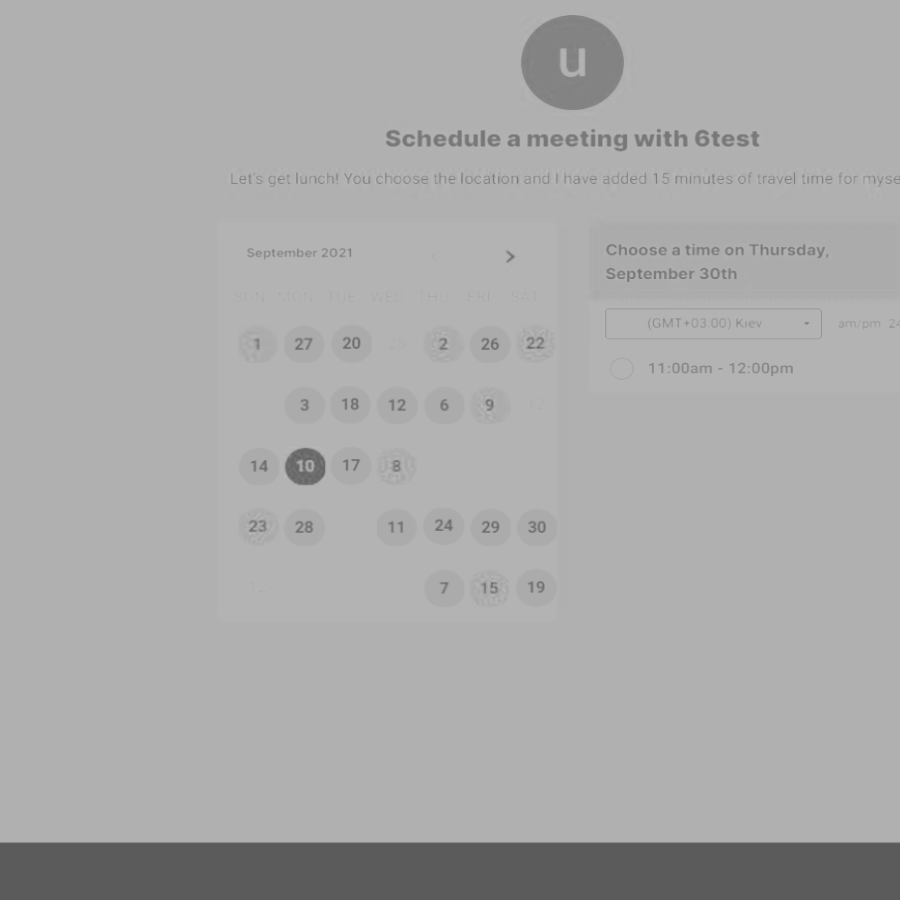 u
Schedule a meeting with 6test
Let's get lunch! You choose the location and I have added 15 minutes of travel time for myse
September 2021
SUN MON TUE WED THU FRI SAT
1 27 20 25 2 26 22
3 18 12 6 9 12
14 10 17 8
23 28 11 24 29 30
7 15 19
Choose a time on Thursday,
September 30th
(GMT+03:00) Kiev
am/pm 24
11:00am - 12:00pm